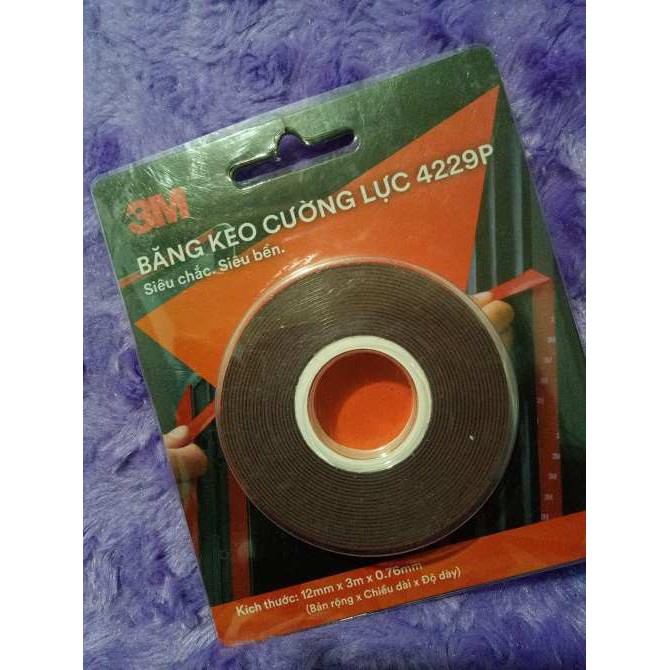 3M
BĂNG KEO CƯỜNG LỰC 4229P
Siêu chắc. Siêu bền.
Kích thước: 12mm x 3m x 0.76mm
(Bản rộng x Chiều dài x Độ dày)